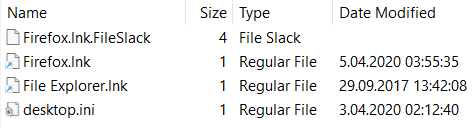 Name Size Type Date Modified
Firefox.lnk.FileSlack 4 File Slack
Firefox.lnk 1 Regular File 5.04.2020 03:55:35
File Explorer.lnk 1 Regular File 29.09.2017 13:42:08
desktop.ini 1 Regular File 3.04.2020 02:12:40